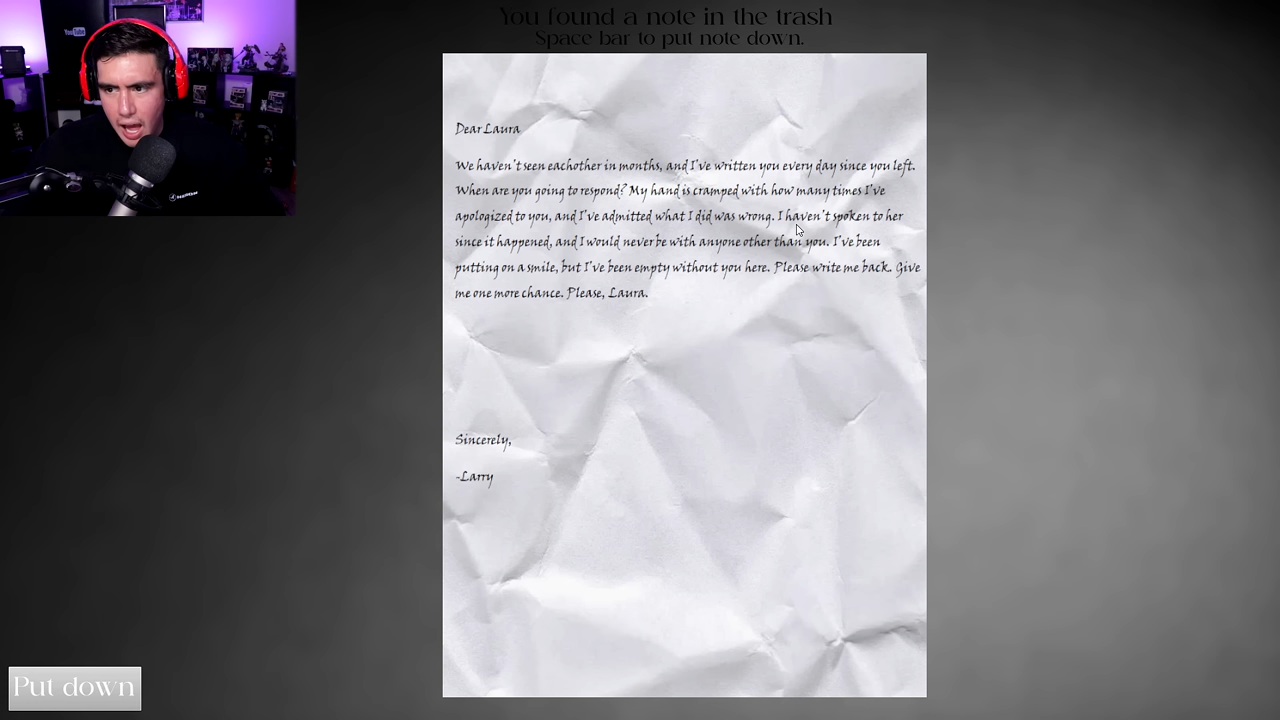 You found a note in the trash
Space bar to put note down.
YouTube
Dear Laura
We haven't seen eachother in months, and I've written you every day since you left.
When are you going to respond? My hand is cramped with how many times I've
apologized to you, and I've admitted what I did was wrong. I haven't spoken to her
since it happened, and I would never be with anyone other than you. I've been
putting on a smile, but I've been empty without you here. Please write me back. Give
me one more chance. Please, Laura.
Sincerely,
-Larry
Put down